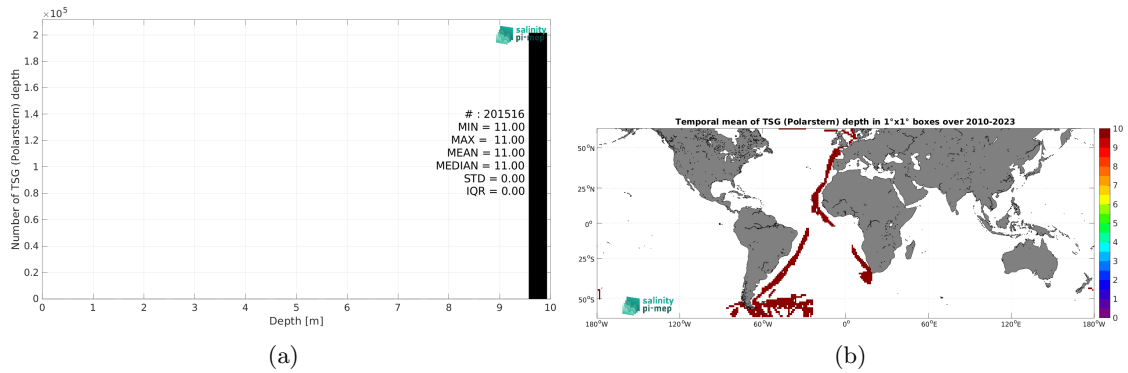 ×10⁵
2
1.8
1.6
1.4
1.2
1
0.8
0.6
0.4
0.2
0
Number of TSG (Polarstern) depth
salinity
pi-mep
# : 201516
MIN = 11.00
MAX = 11.00
MEAN = 11.00
MEDIAN = 11.00
STD = 0.00
IQR = 0.00
0 1 2 3 4 5 6 7 8 9 10
Depth [m]
(a)
Temporal mean of TSG (Polarstern) depth in 1°x1° boxes over 2010-2023
50°N
25°N
0°
25°S
50°S
180°W 120°W 60°W 0° 60°E 120°E 180°W
salinity
pi-mep
10
9
8
7
6
5
4
3
2
1
0
(b)